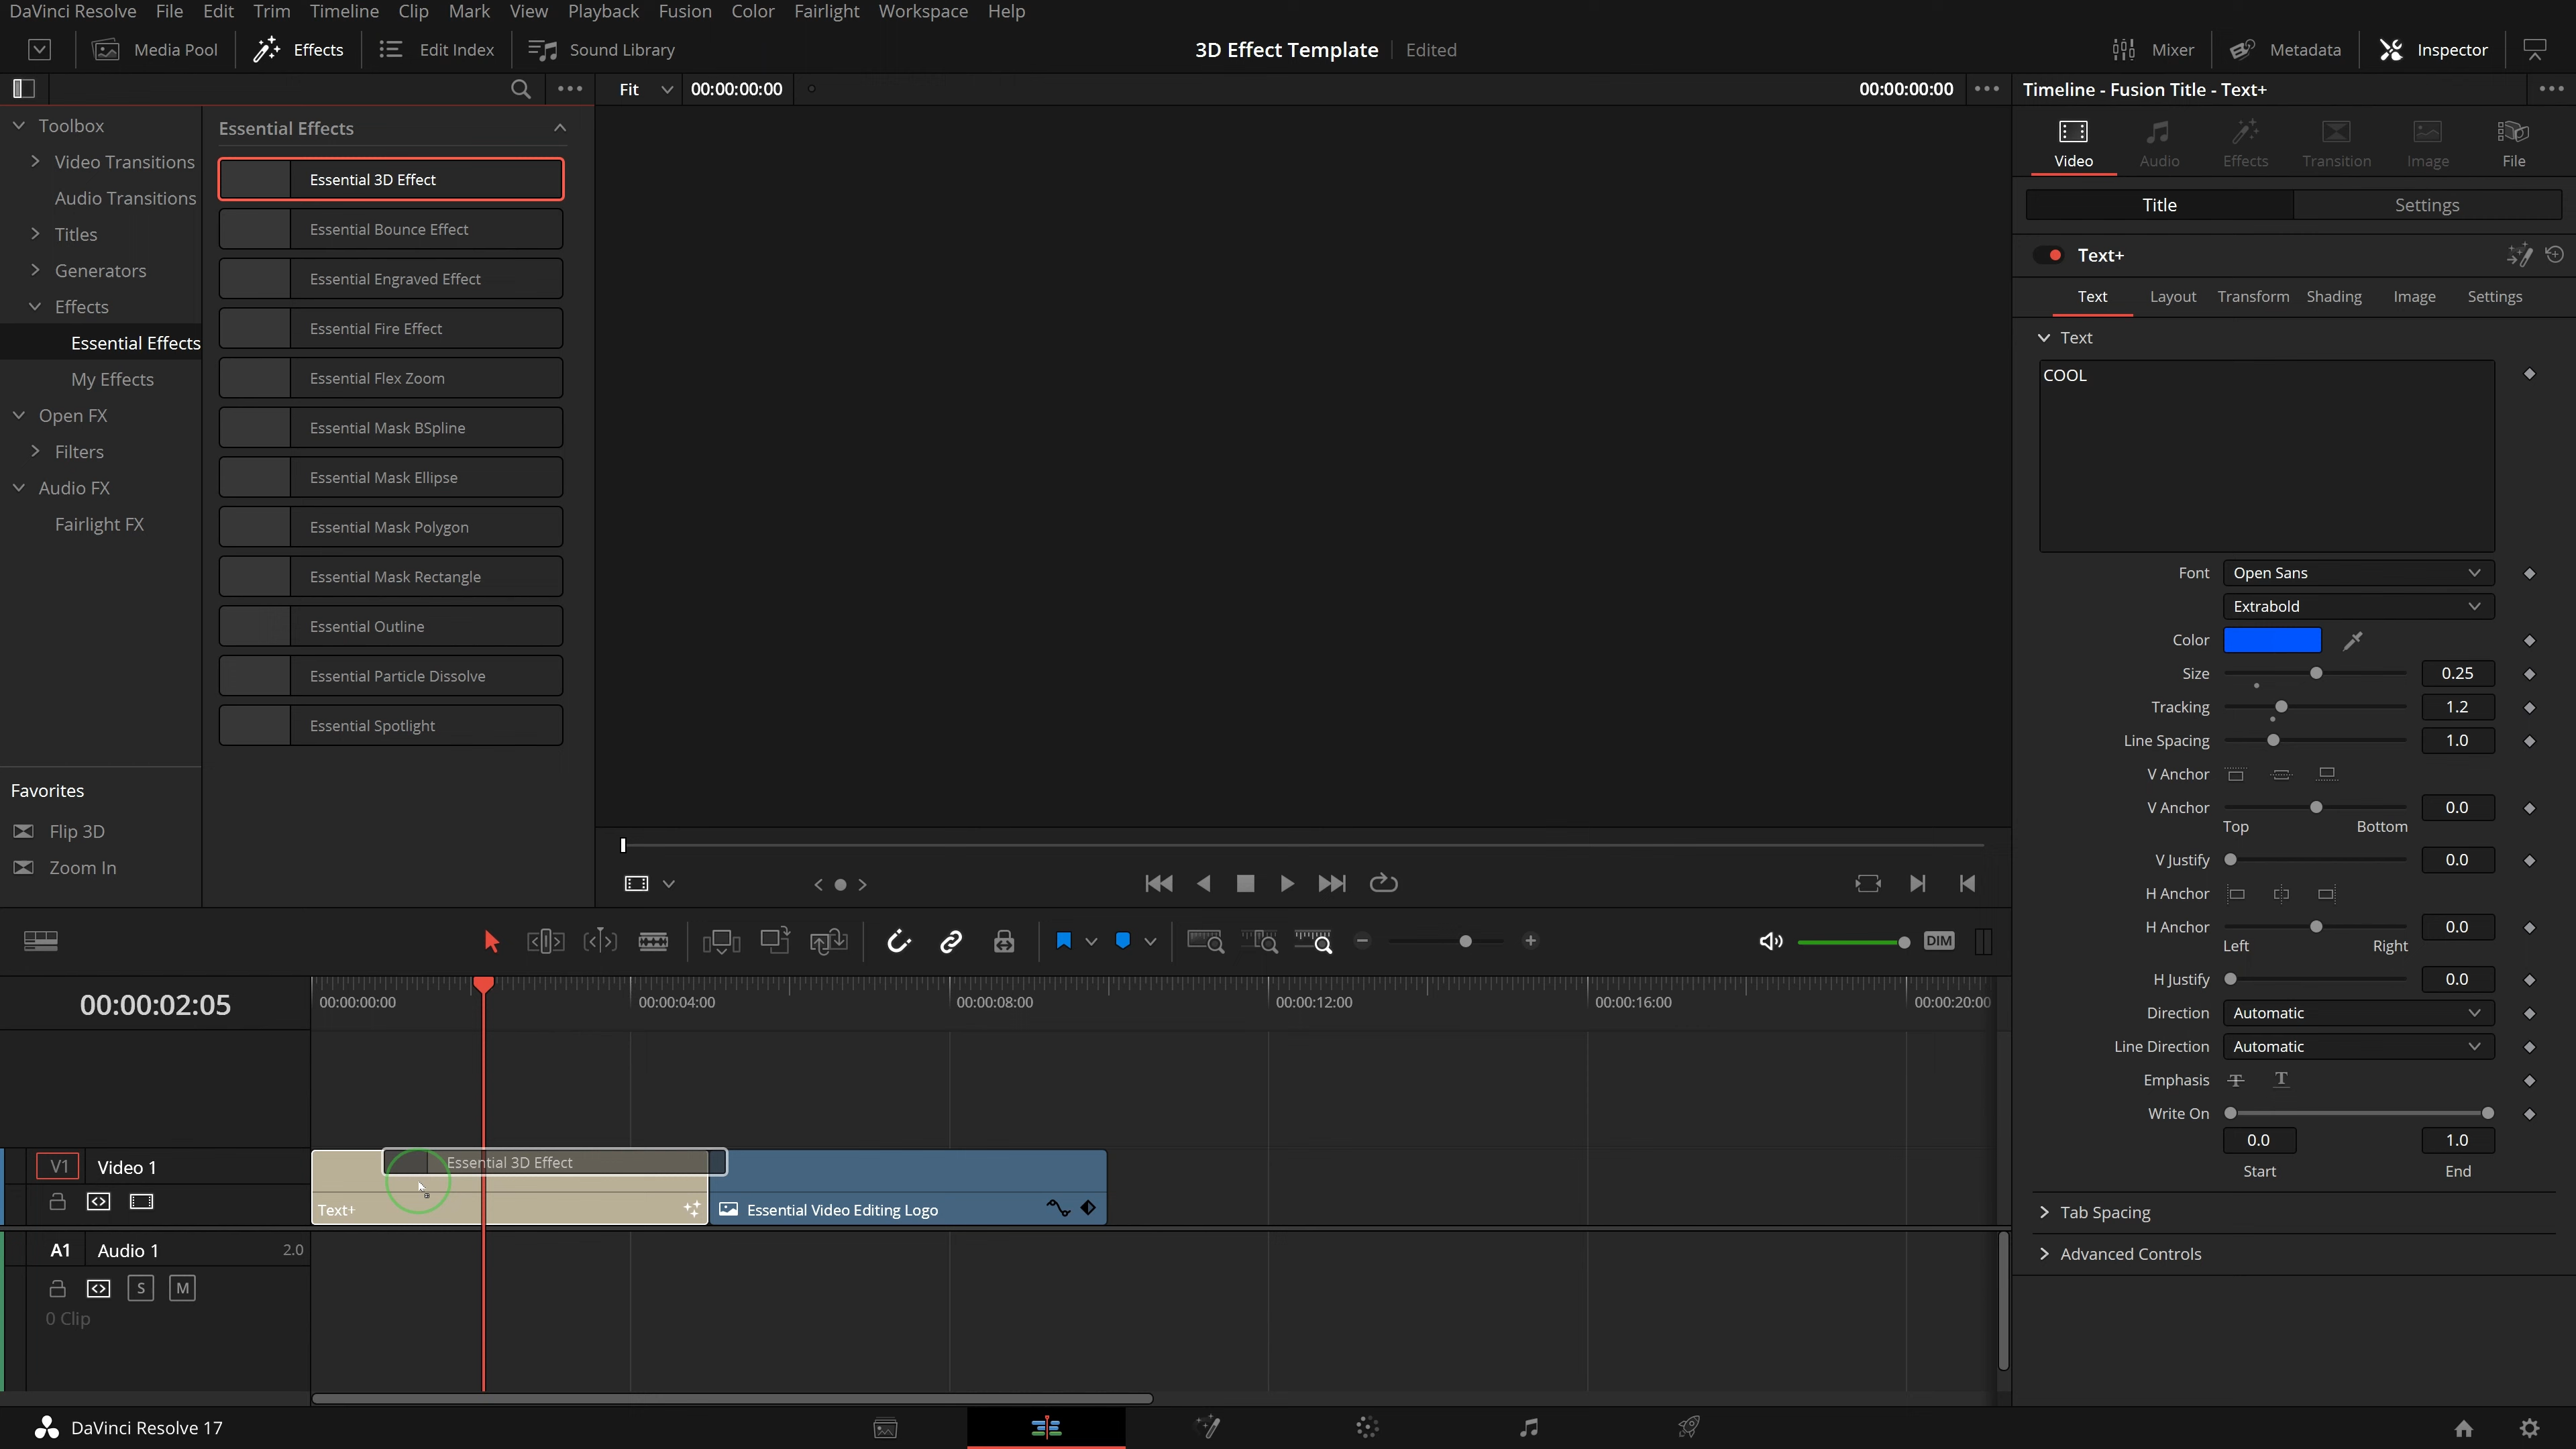 DaVinci Resolve File Edit Trim Timeline Clip Mark View Playback Fusion Color Fairlight Workspace Help
Media Pool Effects Edit Index Sound Library 3D Effect Template Edited Mixer Metadata Inspector
Fit 00:00:00:00 00:00:00:00 Timeline - Fusion Title - Text+
Toolbox
Video Transitions
Audio Transitions
Titles
Generators
Effects
Essential Effects
My Effects
Open FX
Filters
Audio FX
Fairlight FX
Favorites
Flip 3D
Zoom In
Essential Effects
Essential 3D Effect
Essential Bounce Effect
Essential Engraved Effect
Essential Fire Effect
Essential Flex Zoom
Essential Mask BSpline
Essential Mask Ellipse
Essential Mask Polygon
Essential Mask Rectangle
Essential Outline
Essential Particle Dissolve
Essential Spotlight
Video Audio Effects Transition Image File
Title Settings
Text+
Text Layout Transform Shading Image Settings
Text
COOL
Font Open Sans
Extrabold
Color
Size 0.25
Tracking 1.2
Line Spacing 1.0
V Anchor
V Anchor 0.0
Top Bottom
V Justify 0.0
H Anchor
H Anchor 0.0
Left Right
H Justify 0.0
Direction Automatic
Line Direction Automatic
Emphasis T T
Write On
0.0 1.0
Start End
Tab Spacing
Advanced Controls
DIM
00:00:02:05
00:00:00:00 00:00:04:00 00:00:08:00 00:00:12:00 00:00:16:00 00:00:20:00
V1 Video 1
Essential 3D Effect
Text+ Essential Video Editing Logo
A1 Audio 1 2.0
S M
0 Clip
DaVinci Resolve 17